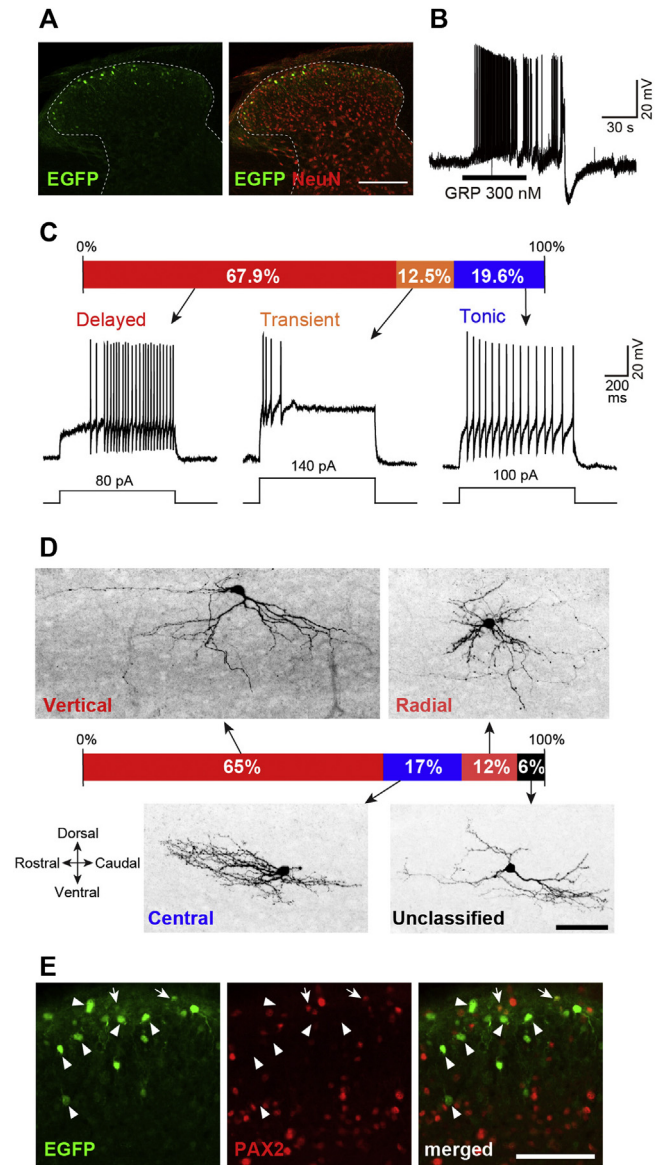 A
EGFP
EGFP NeuN
B
20 mV
30 s
GRP 300 nM
C
0%
100%
67.9%
12.5%
19.6%
Delayed
Transient
Tonic
20 mV
200 ms
80 pA
140 pA
100 pA
D
Vertical
Radial
0%
100%
65%
17%
12%
6%
Dorsal
Rostral
Caudal
Ventral
Central
Unclassified
E
EGFP
PAX2
merged